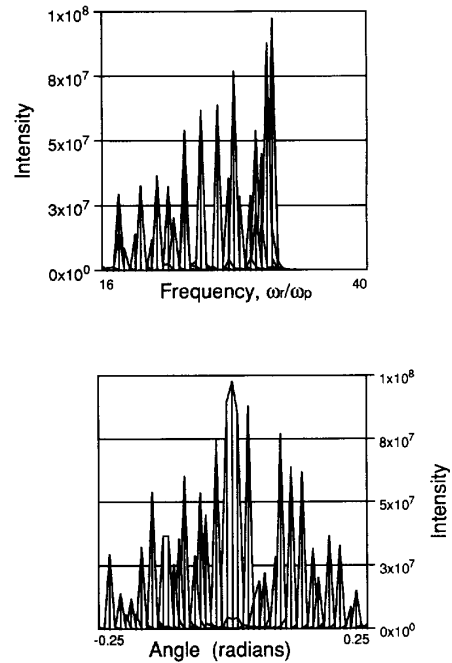 1x10⁸
8x10⁷
5x10⁷
3x10⁷
0x10⁰
Intensity
16
40
Frequency, ωr/ωp
1x10⁸
8x10⁷
5x10⁷
3x10⁷
0x10⁰
Intensity
-0.25
0.25
Angle (radians)